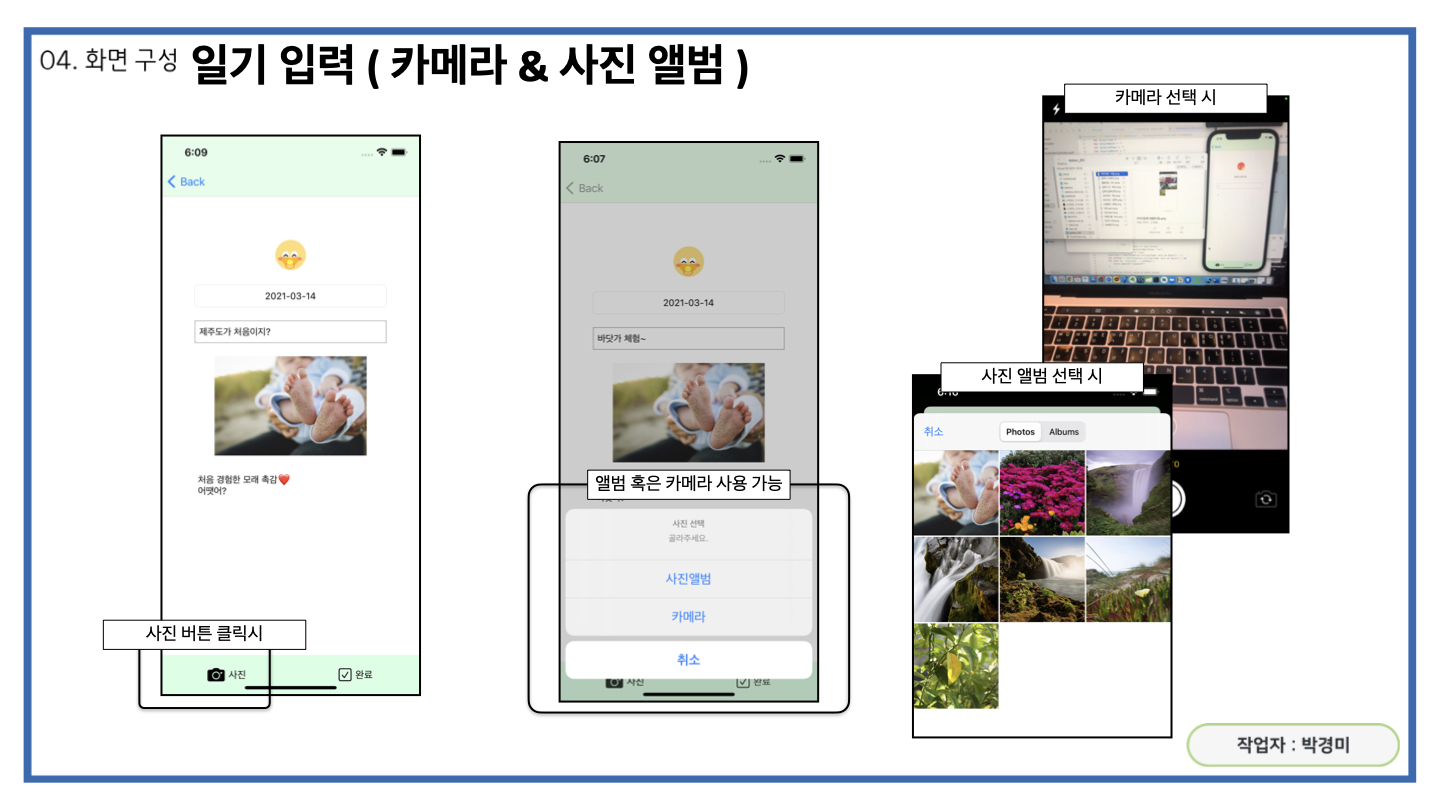 04. 화면 구성 일기 입력 ( 카메라 & 사진 앨범 )
6:09
Back
2021-03-14
제주도가 처음이지?
처음 경험한 모래 촉감❤️
어땟어?
사진 버튼 클릭시
사진
완료
6:07
Back
2021-03-14
바닷가 체험~
앨범 혹은 카메라 사용 가능
사진 선택
골라주세요.
사진앨범
카메라
취소
사진
완료
카메라 선택 시
사진 앨범 선택 시
취소
Photos
Albums
작업자 : 박경미